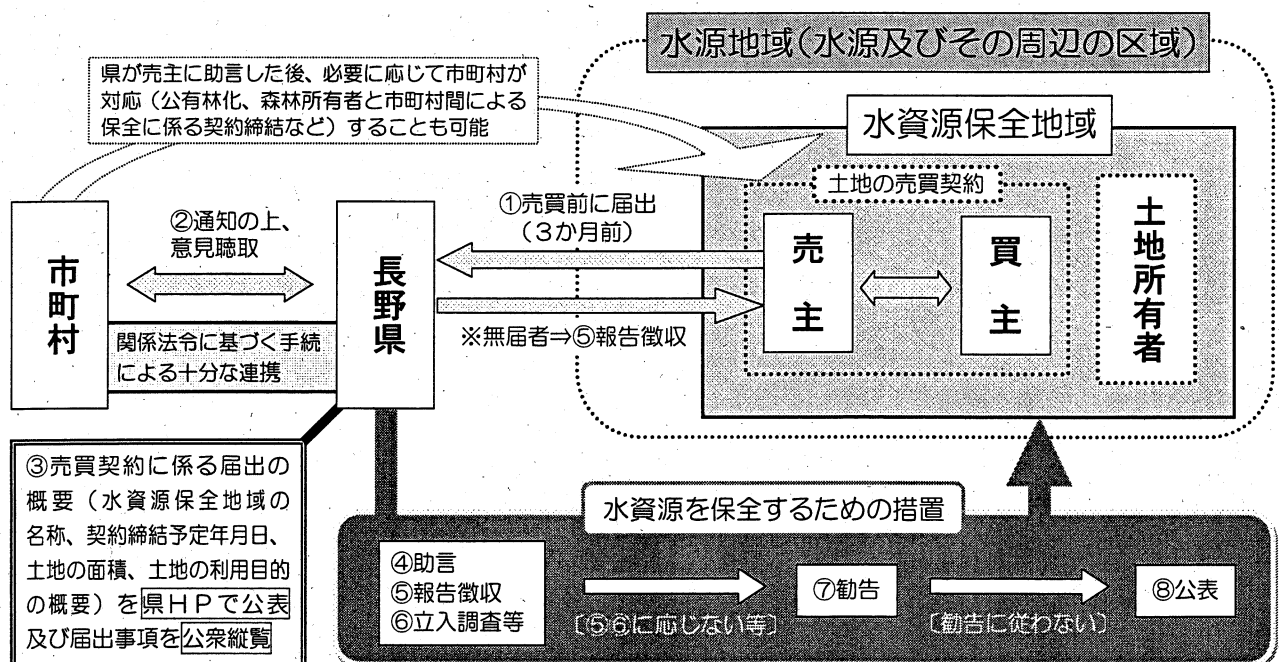 水源地域（水源及びその周辺の区域）
県が売主に助言した後、必要に応じて市町村が
対応（公有林化、森林所有者と市町村間による
保全に係る契約締結など）することも可能
水資源保全地域
土地の売買契約
売主
買主
土地所有者
①売買前に届出
（３か月前）
※無届者⇒⑤報告徴収
②通知の上、
意見聴取
市町村
長野県
関係法令に基づく手続
による十分な連携
③売買契約に係る届出の
概要（水資源保全地域の
名称、契約締結予定年月日、
土地の面積、土地の利用目的
の概要）を県ＨＰで公表
及び届出事項を公衆縦覧
水資源を保全するための措置
④助言
⑤報告徴収
⑥立入調査等
〔⑤⑥に応じない等〕
⑦勧告
〔勧告に従わない〕
⑧公表